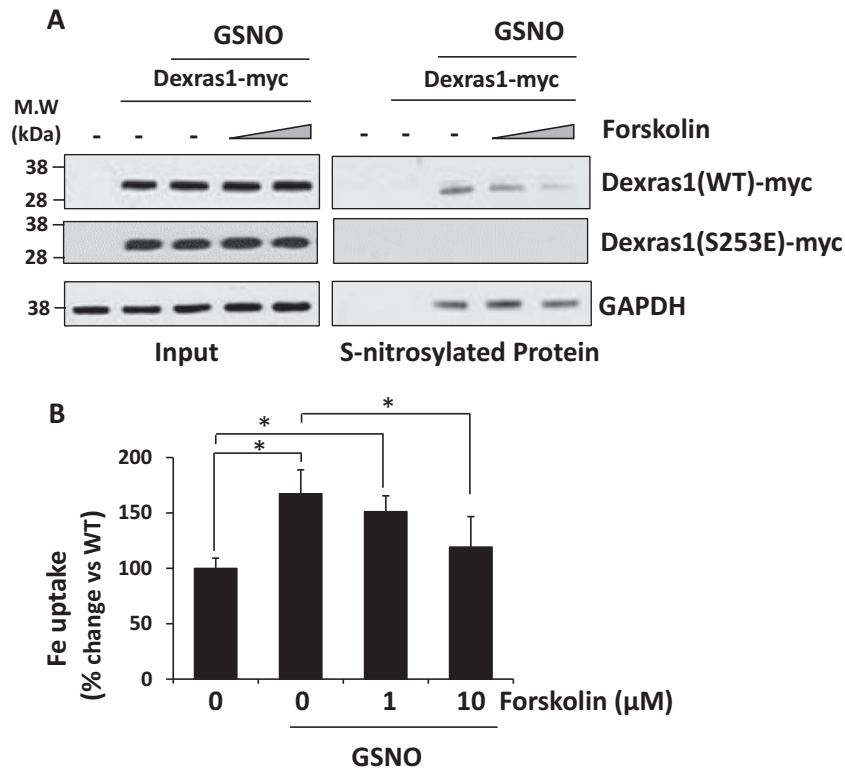 A
GSNO GSNO
Dexras1-myc Dexras1-myc
M.W
(kDa) - - - - - - Forskolin
38
28 Dexras1(WT)-myc
38
28 Dexras1(S253E)-myc
38 GAPDH
Input S-nitrosylated Protein
B
* *
*
200
150
100
50
0
Fe uptake
(% change vs WT)
0 0 1 10 Forskolin (μM)
GSNO